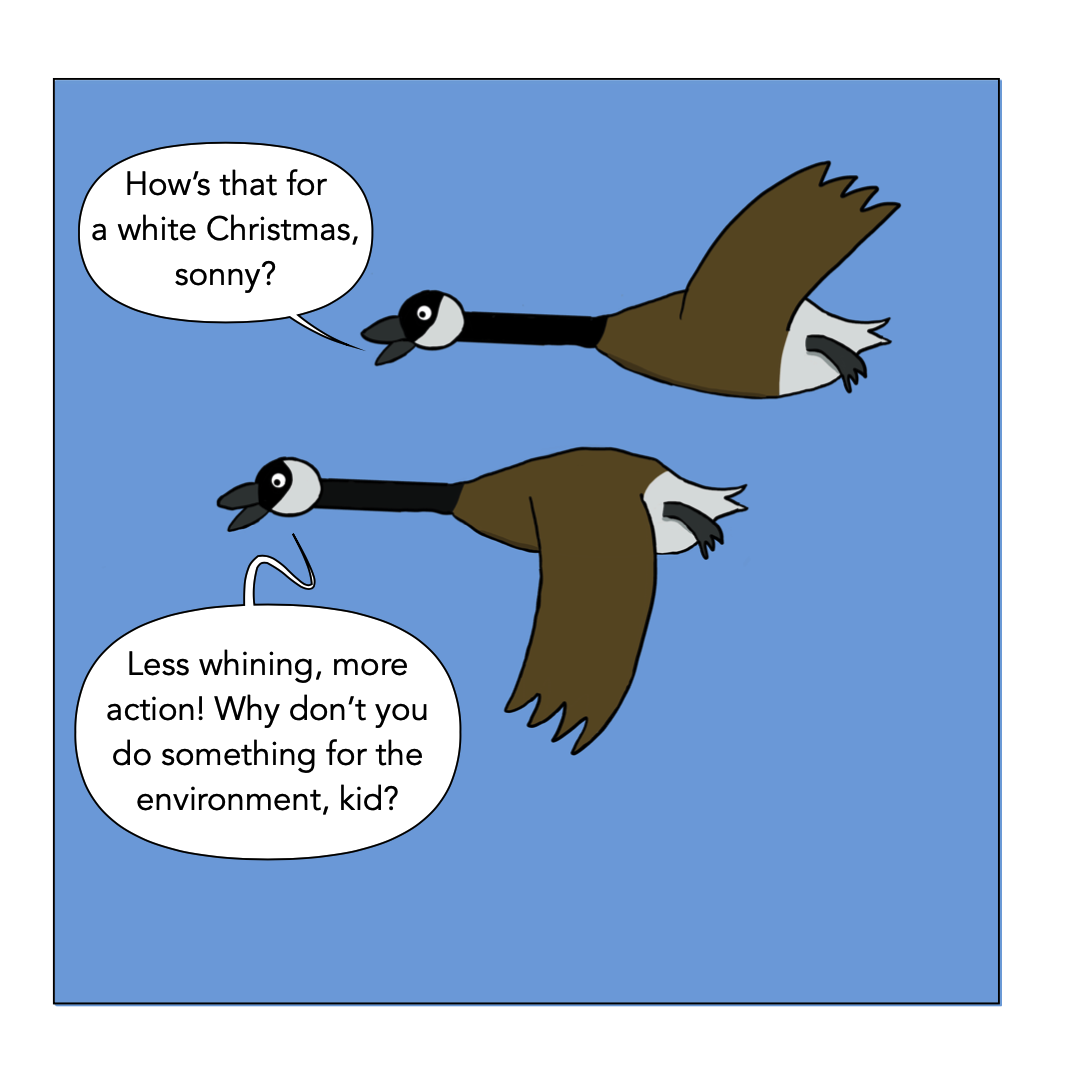 How’s that for
a white Christmas,
sonny?
Less whining, more
action! Why don’t you
do something for the
environment, kid?